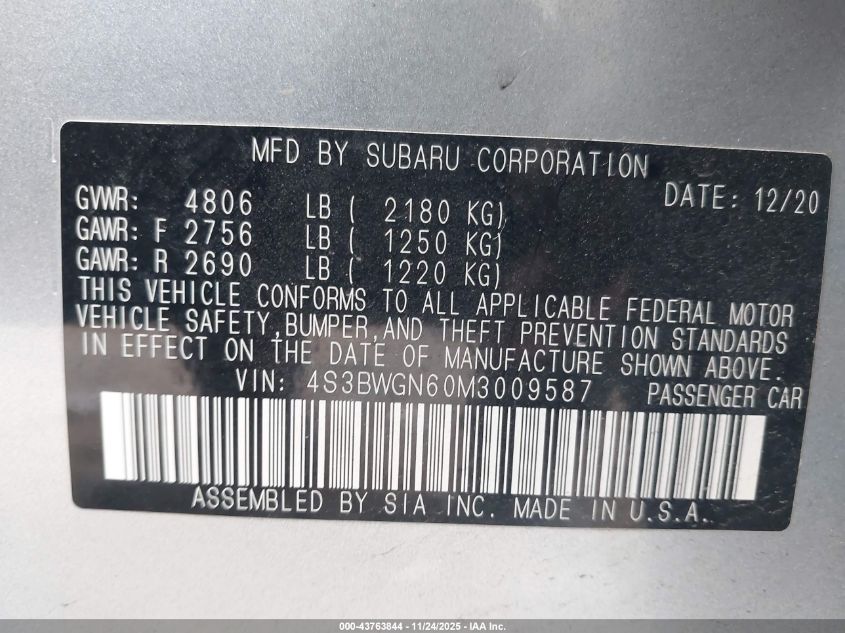 MFD BY SUBARU CORPORATION
DATE: 12/20
GVWR: 4806 LB ( 2180 KG)
GAWR: F 2756 LB ( 1250 KG)
GAWR: R 2690 LB ( 1220 KG)
THIS VEHICLE CONFORMS TO ALL APPLICABLE FEDERAL MOTOR
VEHICLE SAFETY,BUMPER,AND THEFT PREVENTION STANDARDS
IN EFFECT ON THE DATE OF MANUFACTURE SHOWN ABOVE.
VIN: 4S3BWGN60M3009587 PASSENGER CAR
ASSEMBLED BY SIA INC. MADE IN U.S.A.
000-43763844 - 11/24/2025 - IAA Inc.